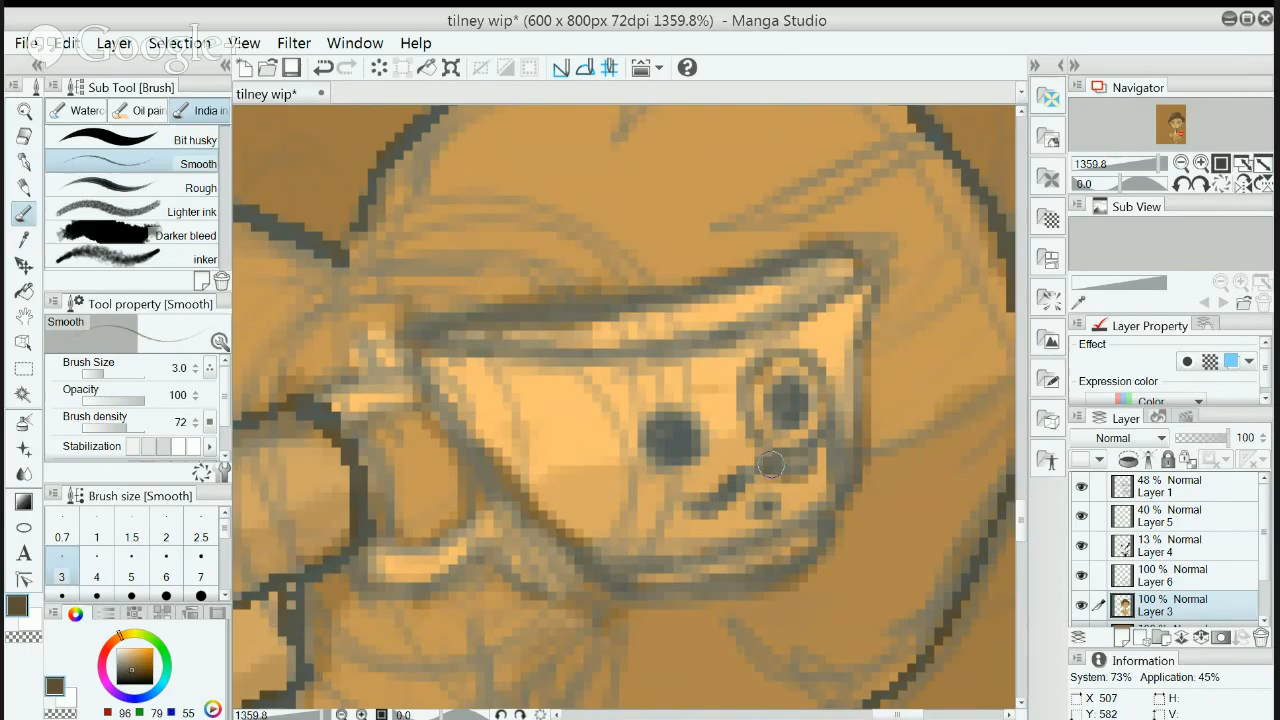 tilney wip* (600 x 800px 72dpi 1359.8%) - Manga Studio
File Edit Layer Selection View Filter Window Help
Google+
Sub Tool [Brush]
tilney wip*
Navigator
Waterc Oil pain India in
Bit husky
Smooth
1359.8
Rough
0.0
Lighter ink
Sub View
Darker bleed
inker
Tool property [Smooth]
Smooth
Layer Property
Effect
Brush Size 3.0
Opacity 100
Expression color
Brush density 72
Color
Layer
Stabilization
Normal 100
48 % Normal
Layer 1
Brush size [Smooth]
40 % Normal
Layer 5
0.7 1 1.5 2 2.5
13 % Normal
Layer 4
3 4 5 6 7
100 % Normal
Layer 6
100 % Normal
Layer 3
Information
System: 73% Application: 45%
X 507 H:
96 79 55
1359.8 0.0
Y: 582 V: